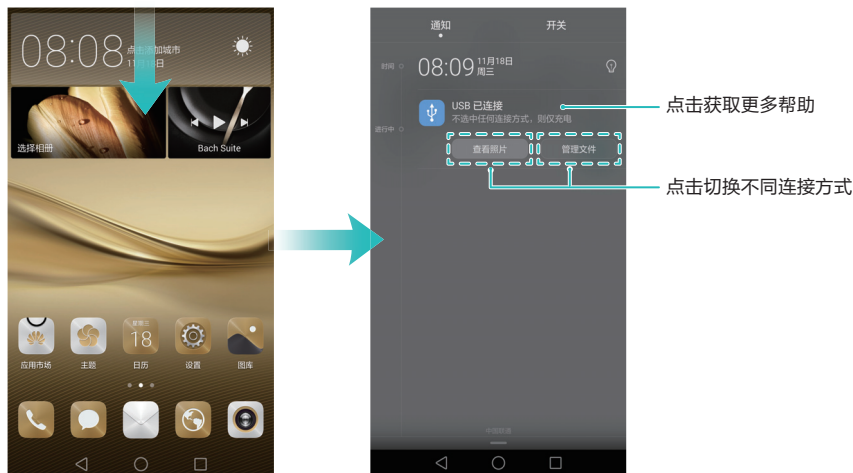 08:08
点击添加城市
11月18日
选择相册
Bach Suite
星期三
18
应用市场
主题
日历
设置
图库
通知
开关
时间
08:09
11月18日
周三
进行中
USB 已连接
不选中任何连接方式，则仅充电
查看照片
管理文件
点击获取更多帮助
点击切换不同连接方式